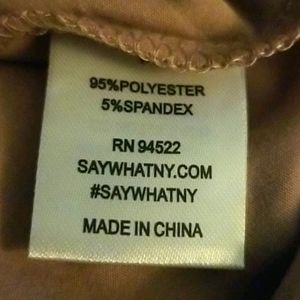 95%POLYESTER
5%SPANDEX
RN 94522
SAYWHATNY.COM
#SAYWHATNY
MADE IN CHINA